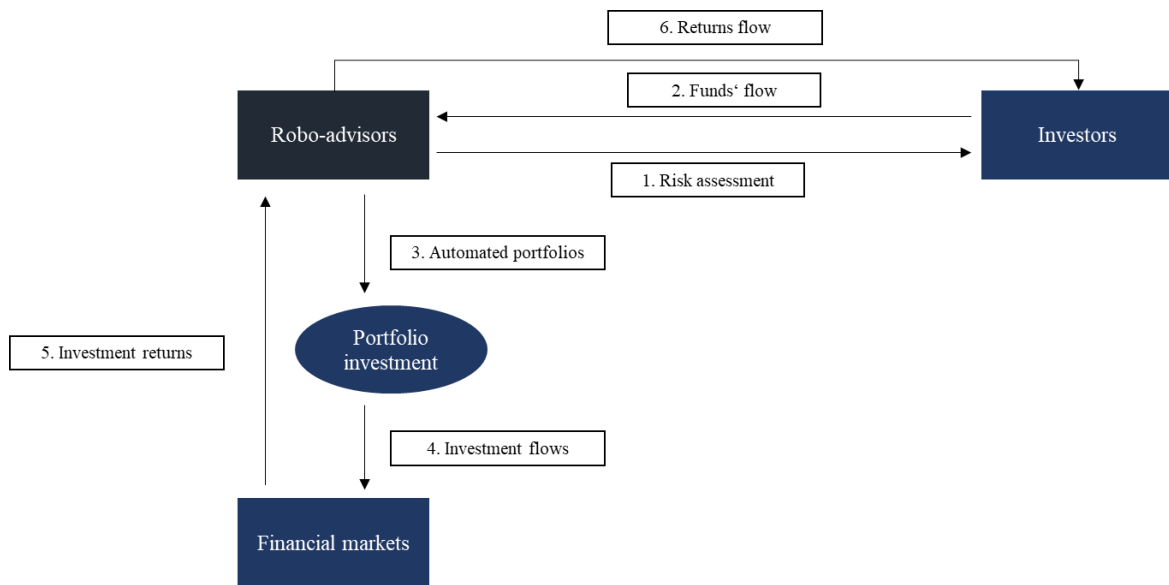 6. Returns flow
2. Funds‘ flow
Robo-advisors
Investors
1. Risk assessment
3. Automated portfolios
Portfolio
investment
5. Investment returns
4. Investment flows
Financial markets